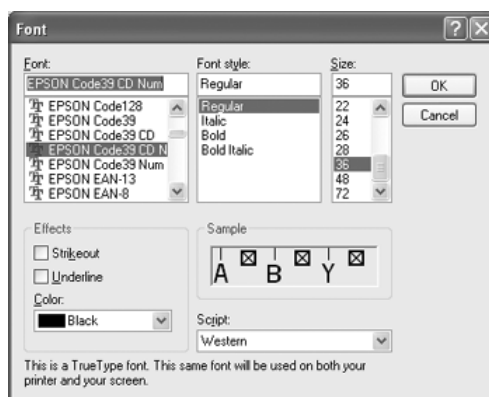 Font
Font: Font style: Size:
EPSON Code39 CD Num Regular 36 OK
EPSON Code128 Regular 22 Cancel
EPSON Code39 Italic 24
EPSON Code39 CD Bold 26
EPSON Code39 CD N Bold Italic 28
EPSON Code39 Num 36
EPSON EAN-13 48
EPSON EAN-8 72
Effects Sample
Strikeout
Underline
A B Y
Color:
Black
Script:
Western
This is a TrueType font. This same font will be used on both your
printer and your screen.